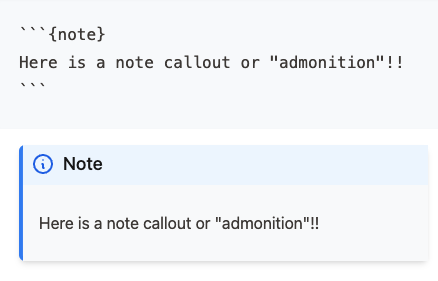 ```{note}
Here is a note callout or "admonition"!!
```
Note
Here is a note callout or "admonition"!!